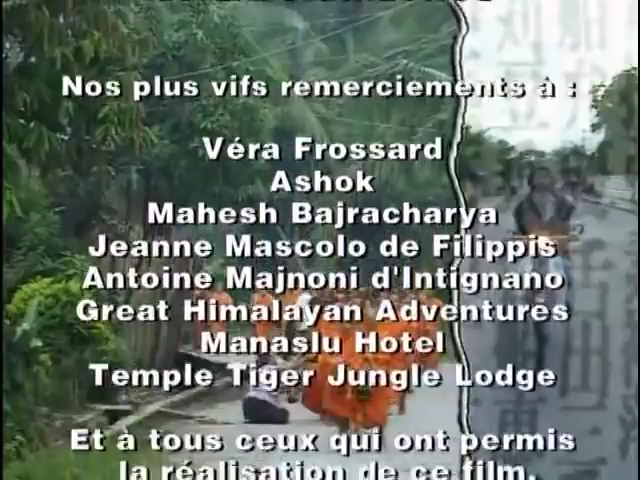 Nos plus vifs remerciements à :
Véra Frossard
Ashok
Mahesh Bajracharya
Jeanne Mascolo de Filippis
Antoine Majnoni d'Intignano
Great Himalayan Adventures
Manaslu Hotel
Temple Tiger Jungle Lodge
Et à tous ceux qui ont permis
la réalisation de ce film.